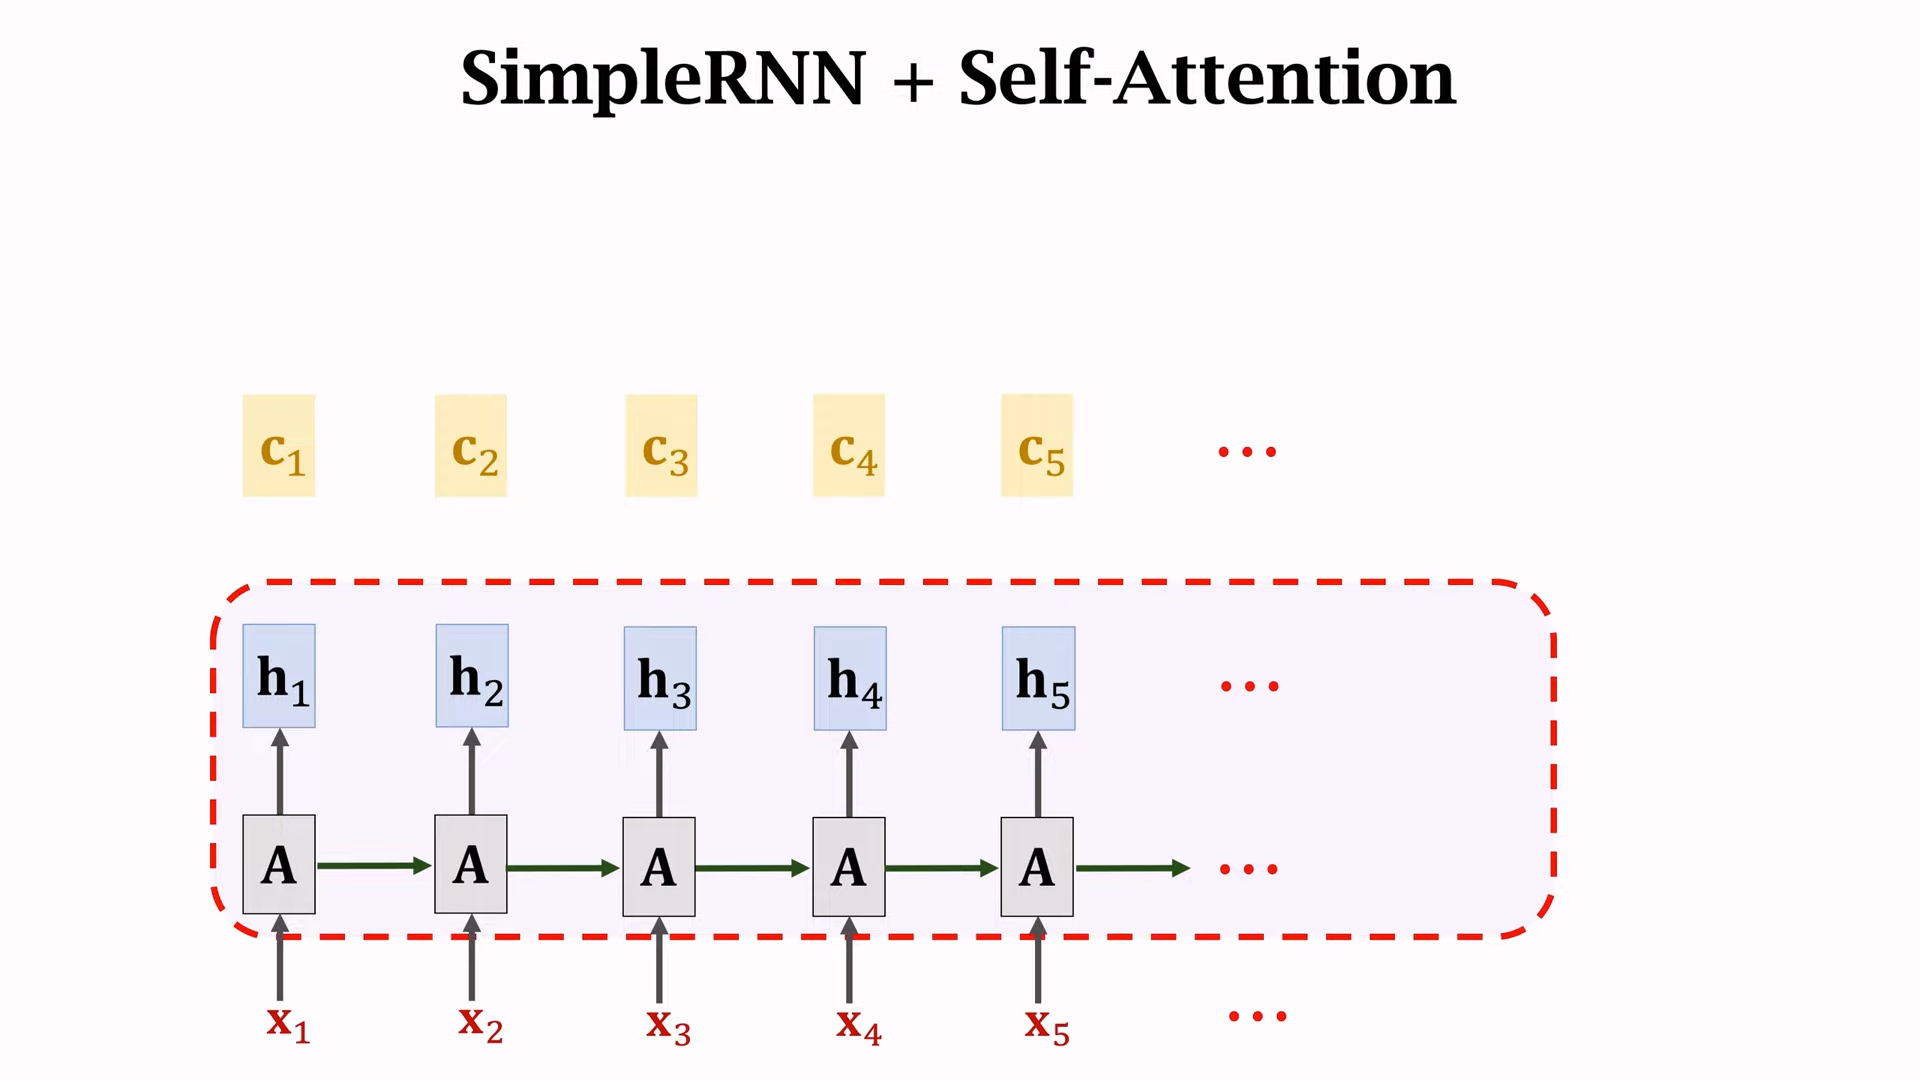 SimpleRNN + Self-Attention
c₁ c₂ c₃ c₄ c₅ ...
h₁ h₂ h₃ h₄ h₅ ...
A A A A A ...
x₁ x₂ x₃ x₄ x₅ ...